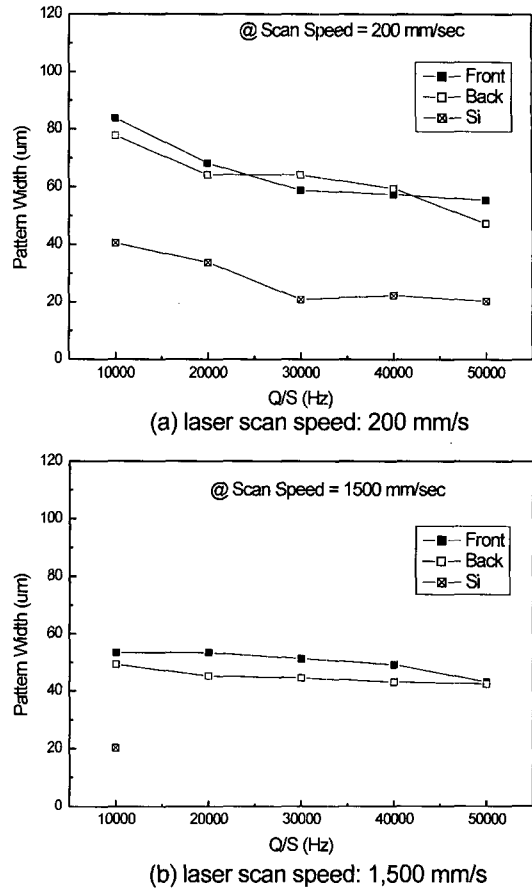 @ Scan Speed = 200 mm/sec
Front
Back
Si
Pattern Width (um)
120
100
80
60
40
20
0
10000 20000 30000 40000 50000
Q/S (Hz)
(a) laser scan speed: 200 mm/s
@ Scan Speed = 1500 mm/sec
Front
Back
Si
Pattern Width (um)
120
100
80
60
40
20
0
10000 20000 30000 40000 50000
Q/S (Hz)
(b) laser scan speed: 1,500 mm/s